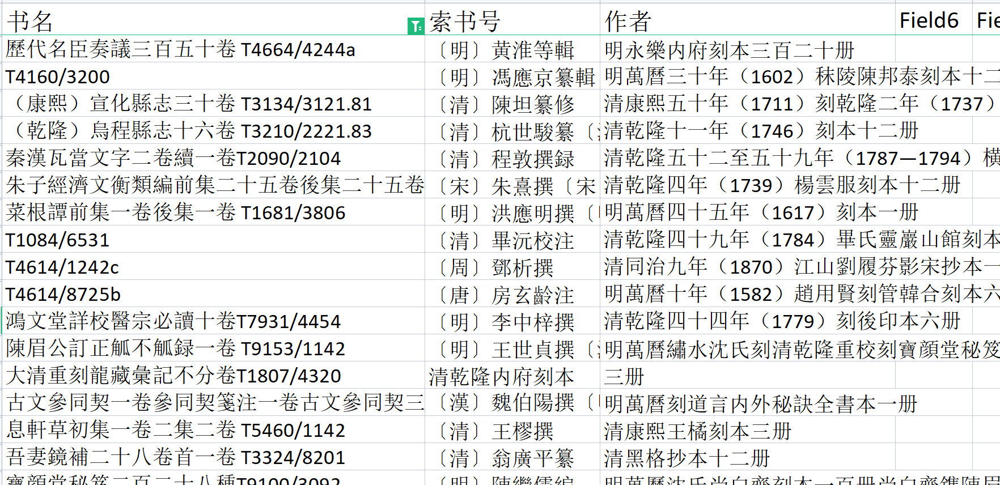 书名 索书号 作者 Field6 Fie
歷代名臣奏議三百五十卷 T4664/4244a 〔明〕黄淮等輯 明永樂内府刻本三百二十册
T4160/3200 〔明〕馮應京纂輯 明萬曆三十年（1602）秣陵陳邦泰刻本十二
（康熙）宣化縣志三十卷 T3134/3121.81 〔清〕陳坦纂修 清康熙五十年（1711）刻乾隆二年（1737）
（乾隆）烏程縣志十六卷 T3210/2221.83 〔清〕杭世駿纂〔 清乾隆十一年（1746）刻本十二册
秦漢瓦當文字二卷續一卷T2090/2104 〔清〕程敦撰録 清乾隆五十二至五十九年（1787—1794）橫
朱子經濟文衡類編前集二十五卷後集二十五卷 〔宋〕朱熹撰〔宋 清乾隆四年（1739）楊雲服刻本十二册
菜根譚前集一卷後集一卷 T1681/3806 〔明〕洪應明撰〔 明萬曆四十五年（1617）刻本一册
T1084/6531 〔清〕畢沅校注 清乾隆四十九年（1784）畢氏靈巖山館刻本
T4614/1242c 〔周〕鄧析撰 清同治九年（1870）江山劉履芬影宋抄本一
T4614/8725b 〔唐〕房玄齡注 明萬曆十年（1582）趙用賢刻管韓合刻本六
鴻文堂詳校醫宗必讀十卷T7931/4454 〔明〕李中梓撰 清乾隆四十四年（1779）刻後印本六册
陳眉公訂正觚不觚録一卷 T9153/1142 〔明〕王世貞撰〔 明萬曆繡水沈氏刻清乾隆重校刻寶顔堂秘笈
大清重刻龍藏彙記不分卷T1807/4320 清乾隆内府刻本 三册
古文參同契一卷參同契箋注一卷古文參同契三 〔漢〕魏伯陽撰〔 明萬曆刻道言内外秘訣全書本一册
息軒草初集一卷二集二卷 T5460/1142 〔清〕王樛撰 清康熙王橘刻本三册
吾妻鏡補二十八卷首一卷 T3324/8201 〔清〕翁廣平纂 清黑格抄本十二册
寶顔堂秘笈二百二十八種T9100/3092 〔明〕陳繼儒編 明萬曆沈氏尚白齋刻本一百册尚白齋鐫陳眉